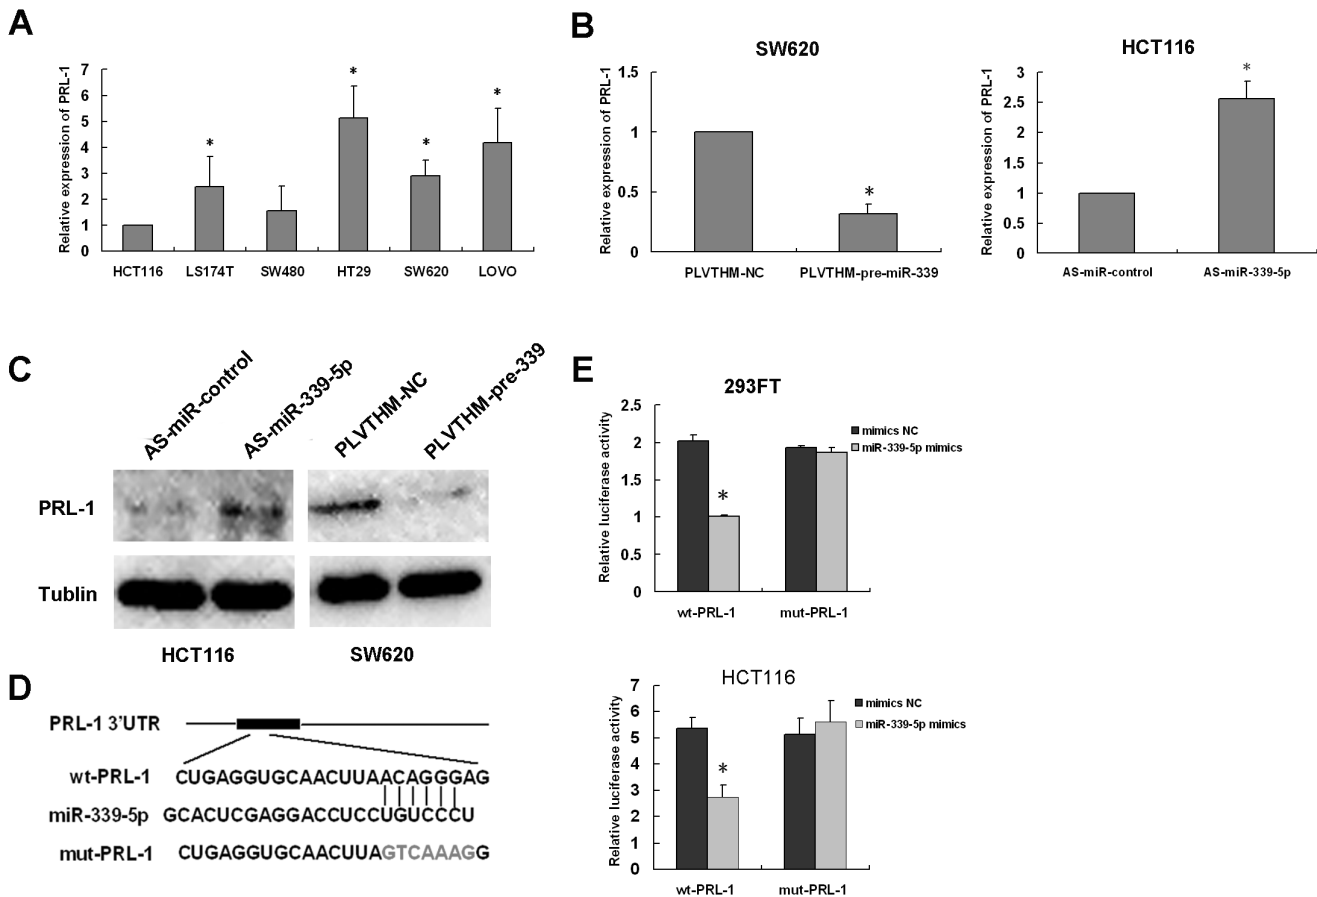 A
Relative expression of PRL-1
7
6
5
4
3
2
1
0
*
*
*
*
HCT116 LS174T SW480 HT29 SW620 LOVO
B
SW620
Relative expression of PRL-1
1.5
1
0.5
0
*
PLVTHM-NC PLVTHM-pre-miR-339
HCT116
Relative expression of PRL-1
3
2.5
2
1.5
1
0.5
0
*
AS-miR-control AS-miR-339-5p
C
AS-miR-control
AS-miR-339-5p
PLVTHM-NC
PLVTHM-pre-339
PRL-1
Tublin
HCT116 SW620
D
PRL-1 3'UTR
wt-PRL-1 CUGAGGUGCAACUUAACAGGGAG
miR-339-5p GCACUCGAGGACCUCCUGUCCCU
mut-PRL-1 CUGAGGUGCAACUUAGTCAAAGG
E
293FT
Relative luciferase activity
2.5
2
1.5
1
0.5
0
*
mimics NC
miR-339-5p mimics
wt-PRL-1 mut-PRL-1
HCT116
Relative luciferase activity
7
6
5
4
3
2
1
0
*
mimics NC
miR-339-5p mimics
wt-PRL-1 mut-PRL-1